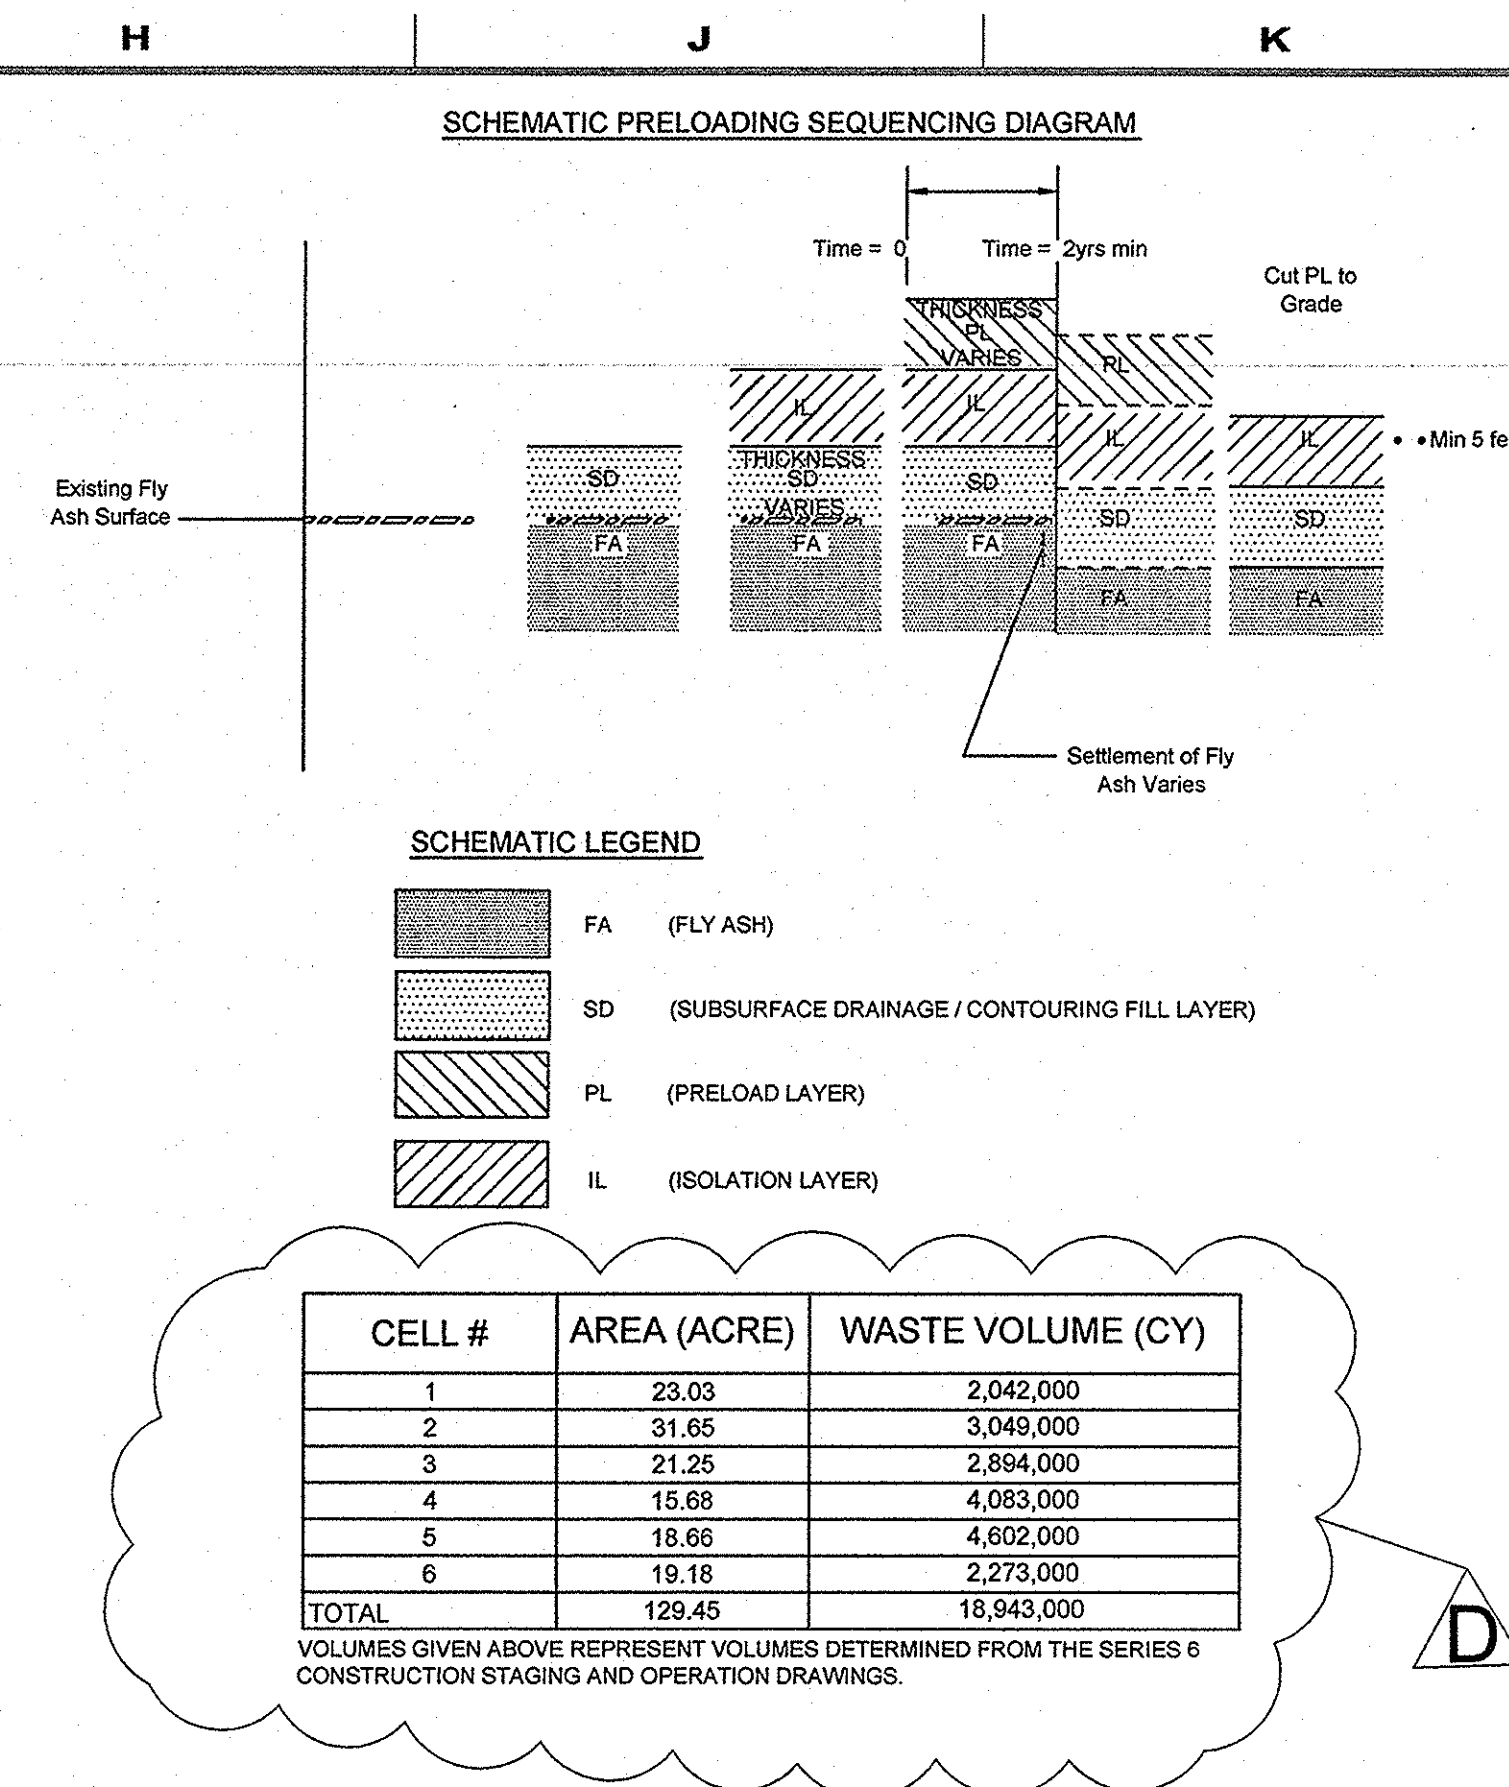 H J K
SCHEMATIC PRELOADING SEQUENCING DIAGRAM
Time = 0
Time = 2yrs min
Cut PL to
Grade
THICKNESS
PL
VARIES
PL
IL
IL
IL
IL
Min 5 fe
SD
THICKNESS
SD
VARIES
SD
SD
SD
Existing Fly
Ash Surface
FA
FA
FA
FA
FA
Settlement of Fly
Ash Varies
SCHEMATIC LEGEND
FA (FLY ASH)
SD (SUBSURFACE DRAINAGE / CONTOURING FILL LAYER)
PL (PRELOAD LAYER)
IL (ISOLATION LAYER)
CELL # AREA (ACRE) WASTE VOLUME (CY)
1 23.03 2,042,000
2 31.65 3,049,000
3 21.25 2,894,000
4 15.68 4,083,000
5 18.66 4,602,000
6 19.18 2,273,000
TOTAL 129.45 18,943,000
VOLUMES GIVEN ABOVE REPRESENT VOLUMES DETERMINED FROM THE SERIES 6
CONSTRUCTION STAGING AND OPERATION DRAWINGS.
D